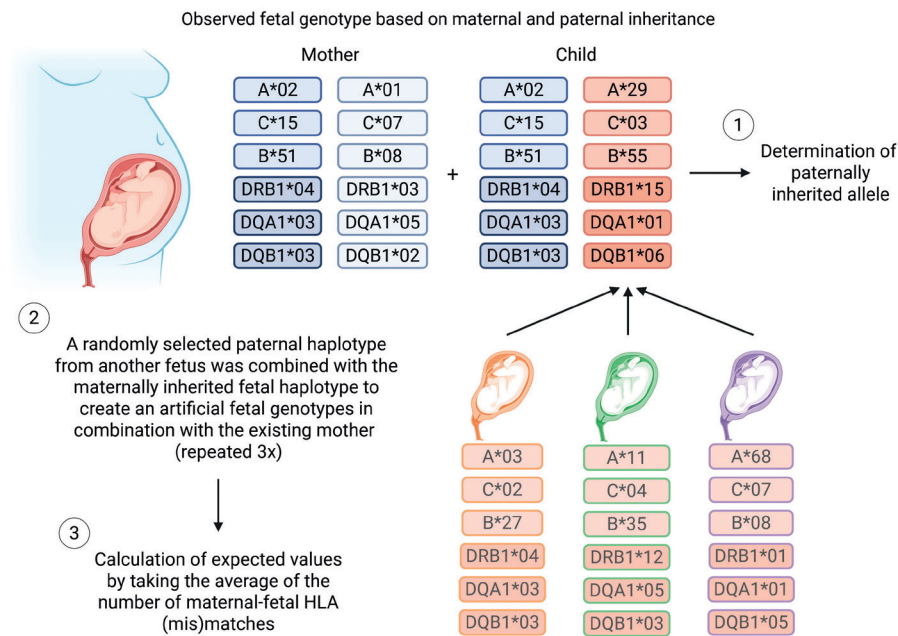 Observed fetal genotype based on maternal and paternal inheritance
Mother
Child
A*02 A*01 A*02 A*29
C*15 C*07 C*15 C*03
B*51 B*08 + B*51 B*55
DRB1*04 DRB1*03 DRB1*04 DRB1*15
DQA1*03 DQA1*05 DQA1*03 DQA1*01
DQB1*03 DQB1*02 DQB1*03 DQB1*06
1
Determination of
paternally
inherited allele
2
A randomly selected paternal haplotype
from another fetus was combined with the
maternally inherited fetal haplotype to
create an artificial fetal genotypes in
combination with the existing mother
(repeated 3x)
3
Calculation of expected values
by taking the average of the
number of maternal-fetal HLA
(mis)matches
A*03 A*11 A*68
C*02 C*04 C*07
B*27 B*35 B*08
DRB1*04 DRB1*12 DRB1*01
DQA1*03 DQA1*05 DQA1*01
DQB1*03 DQB1*03 DQB1*05